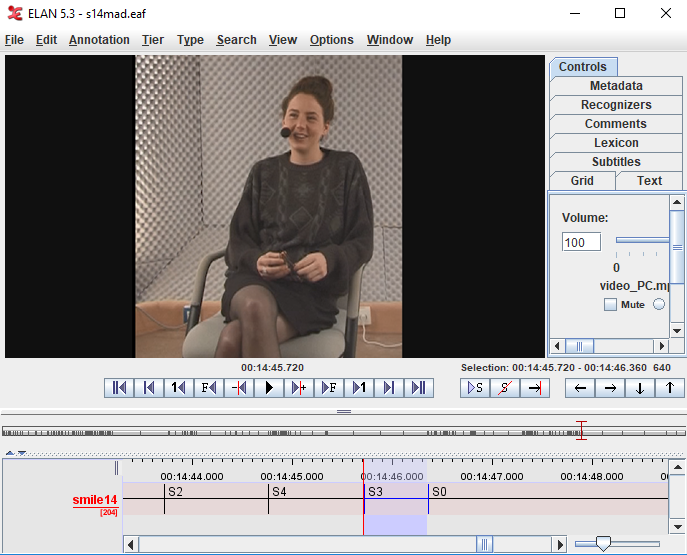 ELAN 5.3 - s14mad.eaf
File Edit Annotation Tier Type Search View Options Window Help
Controls
Metadata
Recognizers
Comments
Lexicon
Subtitles
Grid Text
Volume:
100
0
video_PC.mp
Mute
00:14:45.720
Selection: 00:14:45.720 - 00:14:46.360 640
1 F F 1 S S
00:14:44.000 00:14:45.000 00:14:46.000 00:14:47.000 00:14:48.000
S2 S4 S3 S0
smile14
[204]